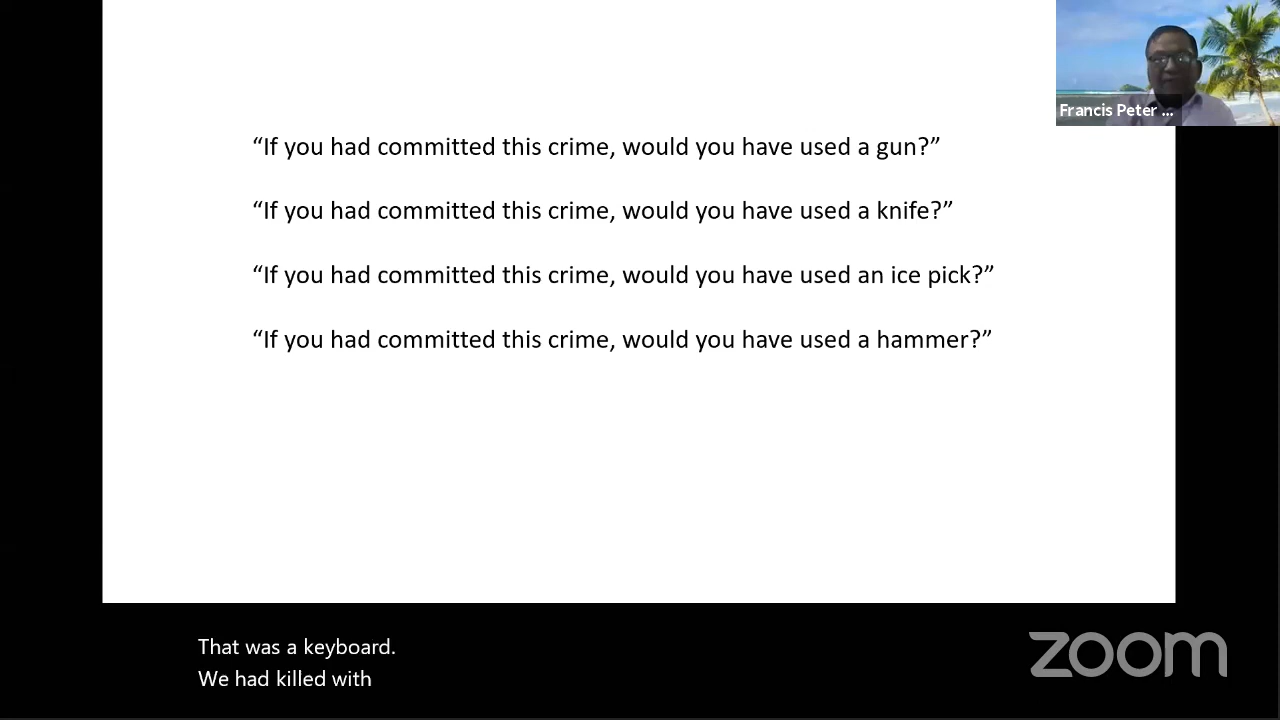 Francis Peter ...
“If you had committed this crime, would you have used a gun?”
“If you had committed this crime, would you have used a knife?”
“If you had committed this crime, would you have used an ice pick?”
“If you had committed this crime, would you have used a hammer?”
That was a keyboard.
We had killed with
zoom